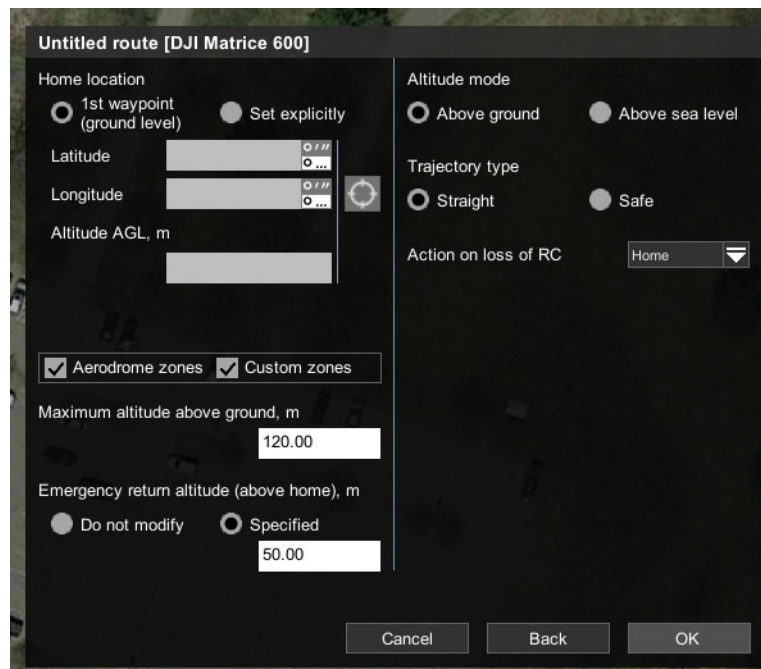 Untitled route [DJI Matrice 600]
Home location
1st waypoint
(ground level)
Set explicitly
Latitude
Longitude
Altitude AGL, m
Aerodrome zones
Custom zones
Maximum altitude above ground, m
120.00
Emergency return altitude (above home), m
Do not modify
Specified
50.00
Altitude mode
Above ground
Above sea level
Trajectory type
Straight
Safe
Action on loss of RC
Home
Cancel
Back
OK